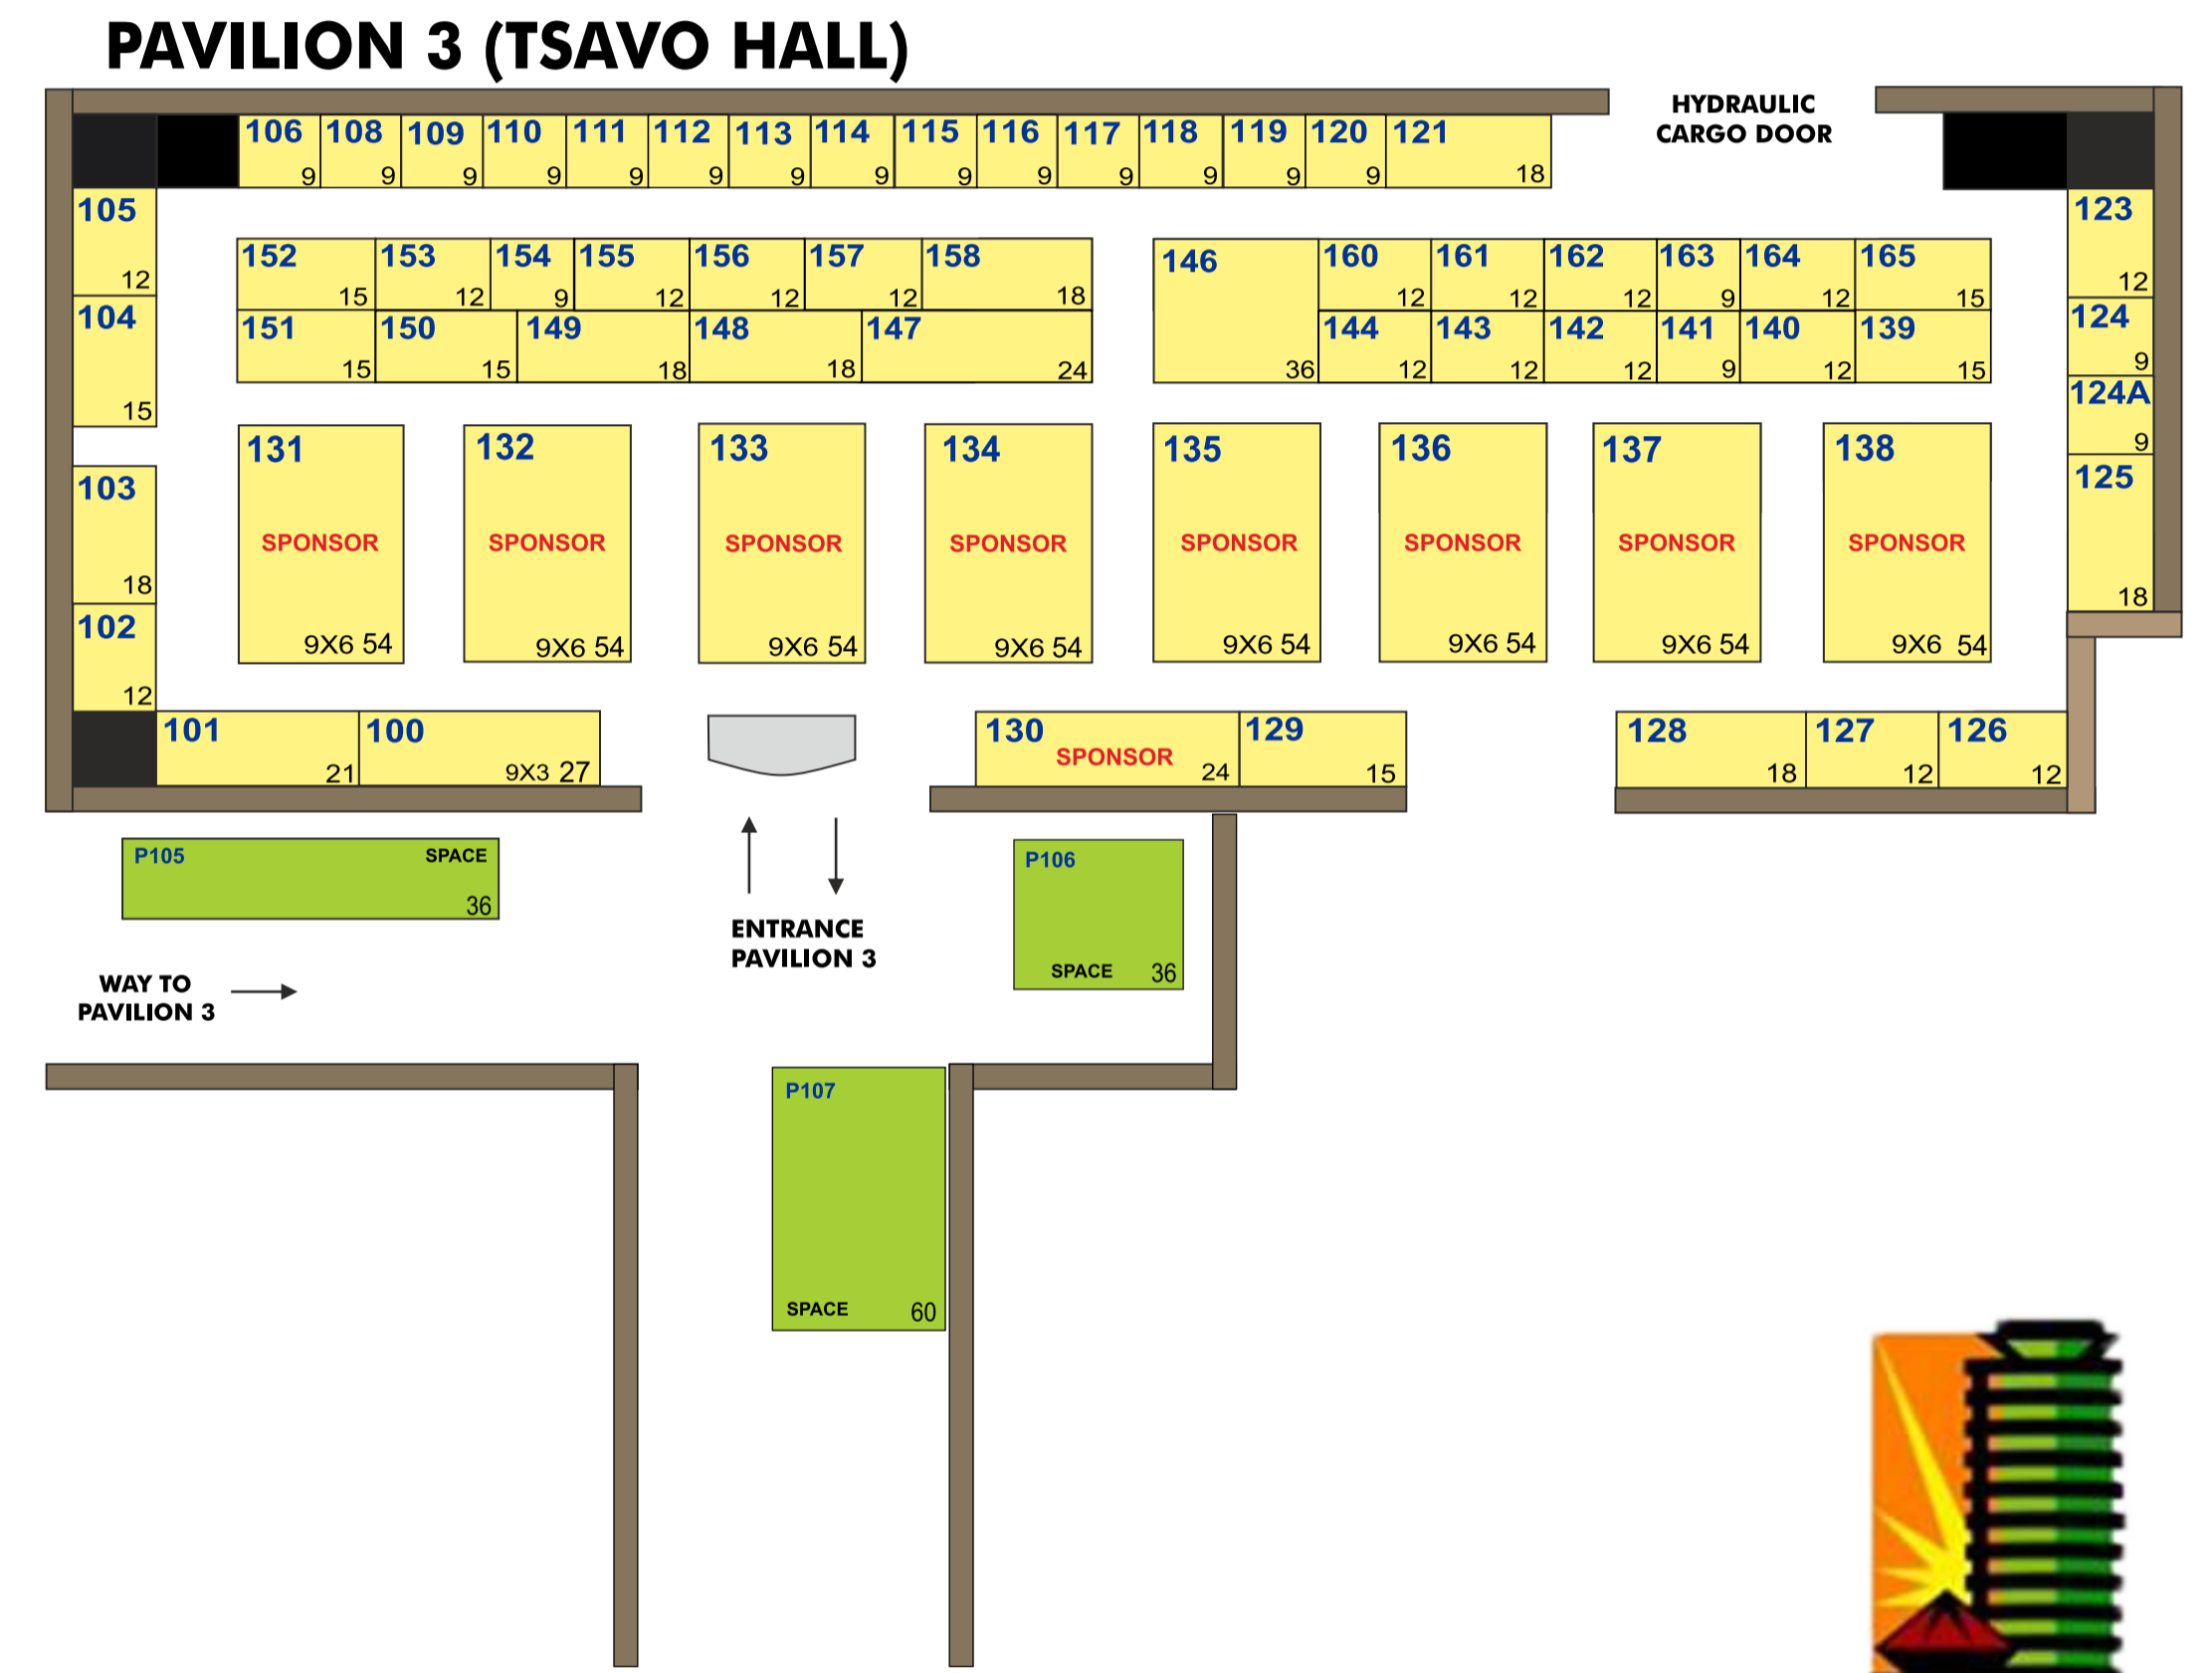 PAVILION 3 (TSAVO HALL)
HYDRAULIC
CARGO DOOR
106 108 109 110 111 112 113 114 115 116 117 118 119 120 121
9 9 9 9 9 9 9 9 9 9 9 9 9 9 18
105
12
104
15
103
18
102
12
123
12
124
9
124A
9
125
18
152 153 154 155 156 157 158
15 12 9 12 12 12 18
151 150 149 148 147
15 15 18 18 24
146
36
160 161 162 163 164 165
12 12 12 9 12 15
144 143 142 141 140 139
12 12 12 9 12 15
131 132 133 134 135 136 137 138
SPONSOR SPONSOR SPONSOR SPONSOR SPONSOR SPONSOR SPONSOR SPONSOR
9X6 54 9X6 54 9X6 54 9X6 54 9X6 54 9X6 54 9X6 54 9X6 54
101 100
21 9X3 27
130 129
SPONSOR
24 15
128 127 126
18 12 12
P105 SPACE
36
P106
SPACE 36
ENTRANCE
PAVILION 3
WAY TO
PAVILION 3
P107
SPACE 60